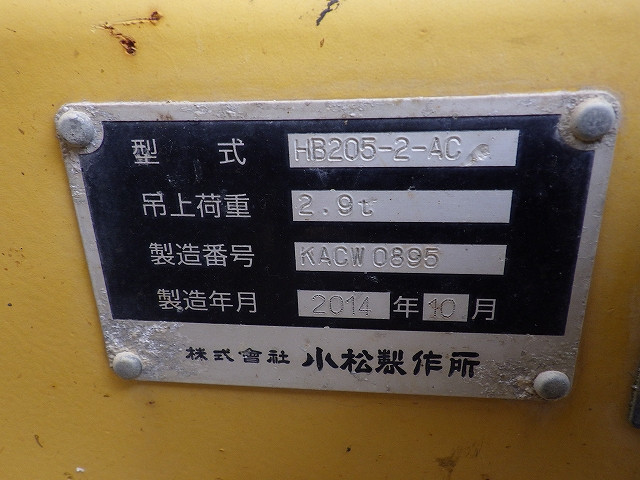 型式 HB205-2-AC
吊上荷重 2.9t
製造番号 KACW0895
製造年月 2014年10月
株式會社 小松製作所